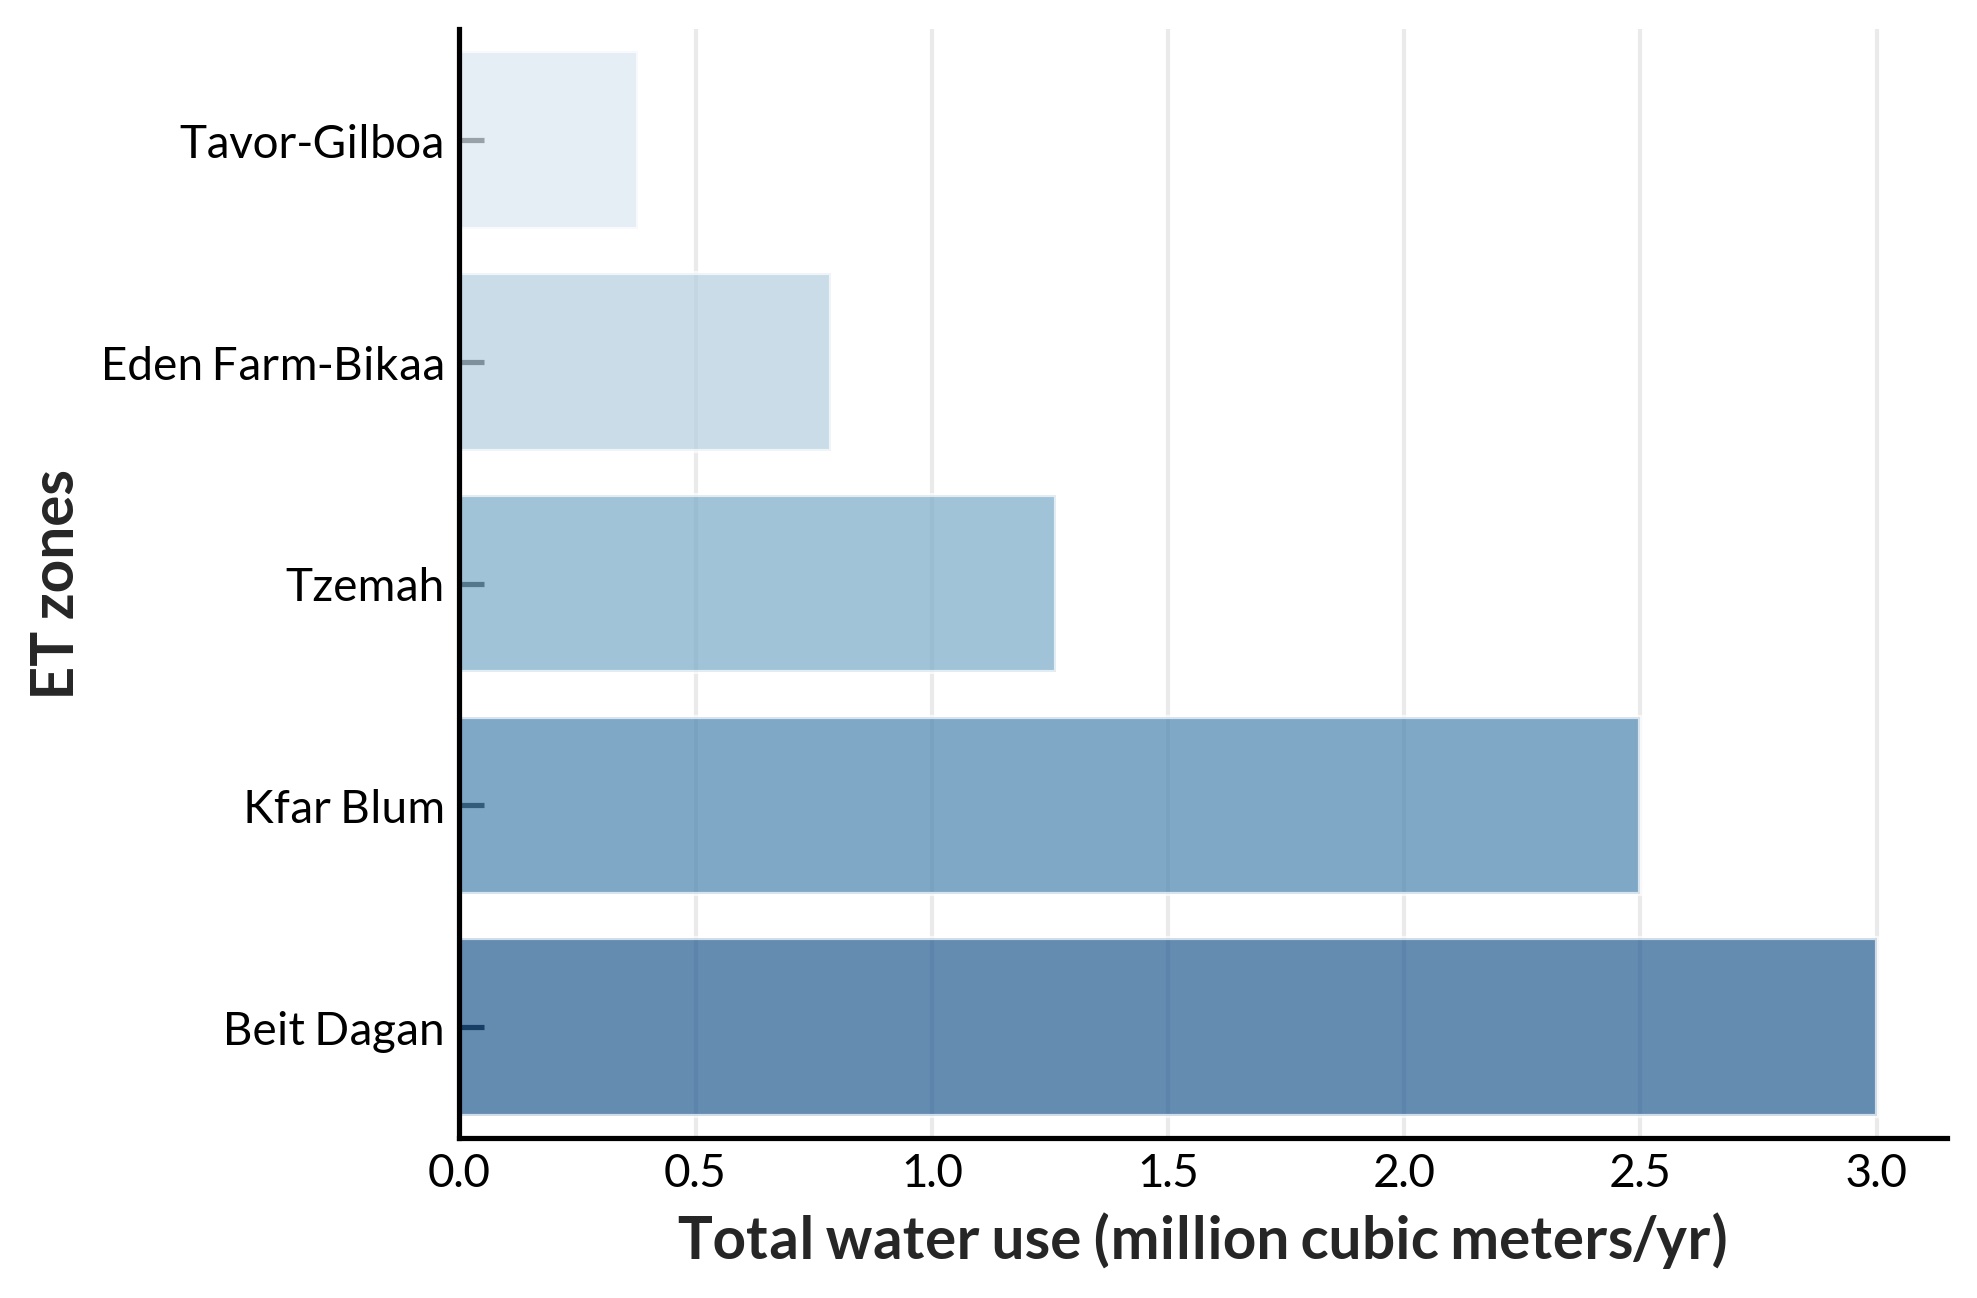 Tavor-Gilboa
Eden Farm-Bikaa
Tzemah
Kfar Blum
Beit Dagan
ET zones
0.0 0.5 1.0 1.5 2.0 2.5 3.0
Total water use (million cubic meters/yr)